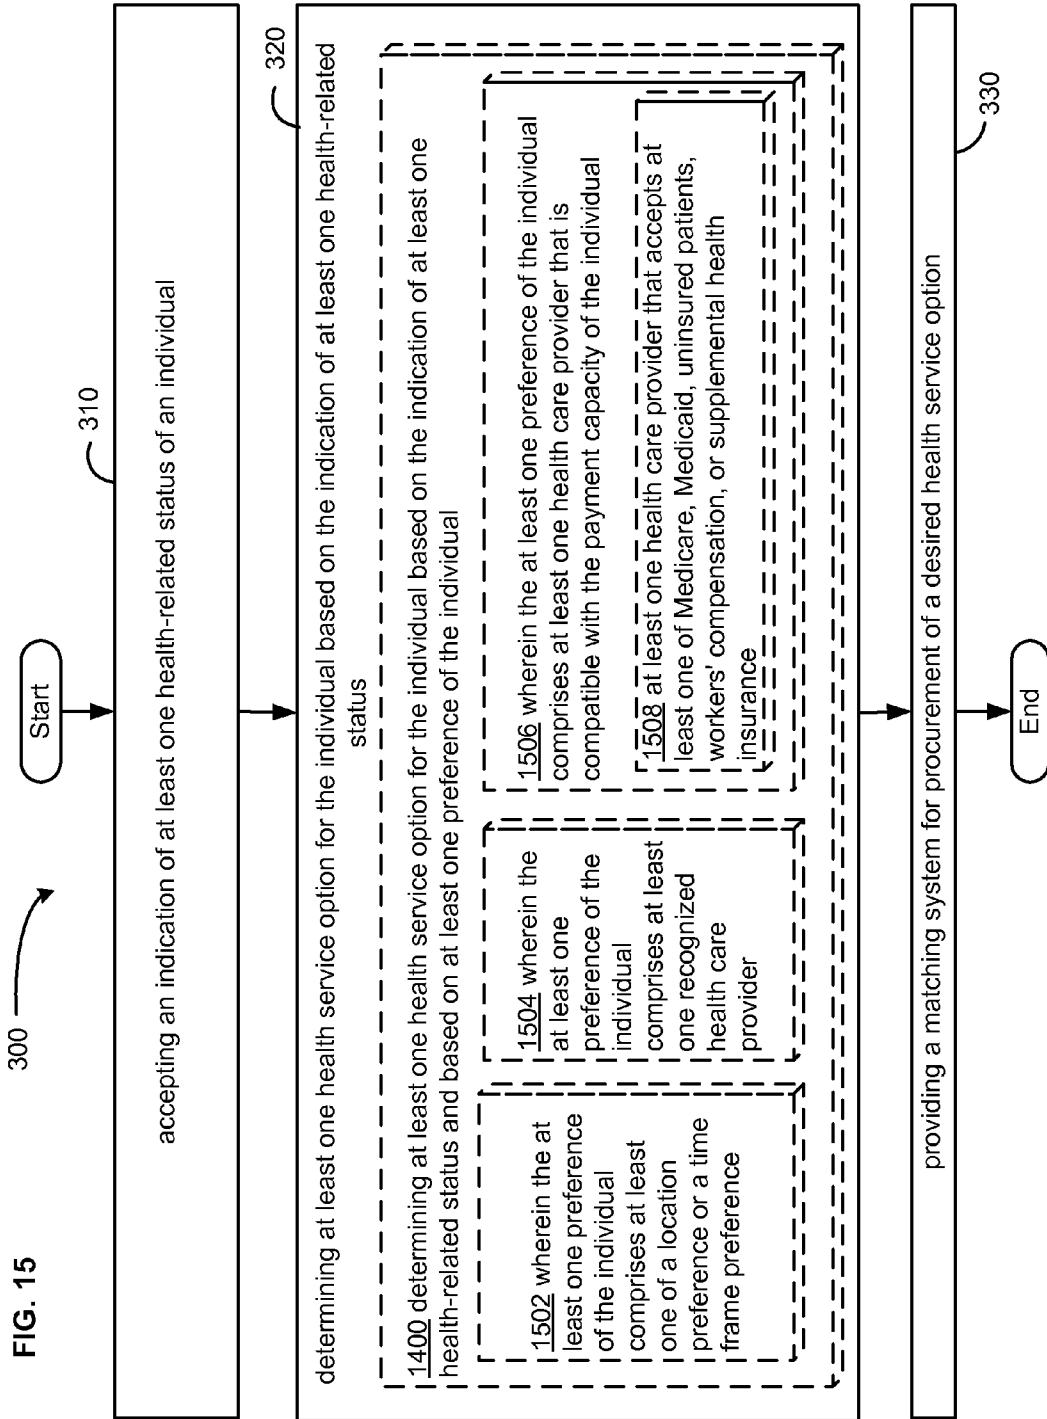 FIG. 15
300
Start
310
accepting an indication of at least one health-related status of an individual
320
determining at least one health service option for the individual based on the indication of at least one health-related
status
1400 determining at least one health service option for the individual based on the indication of at least one
health-related status and based on at least one preference of the individual
1502 wherein the at
least one preference
of the individual
comprises at least
one of a location
preference or a time
frame preference
1504 wherein the
at least one
preference of the
individual
comprises at least
one recognized
health care
provider
1506 wherein the at least one preference of the individual
comprises at least one health care provider that is
compatible with the payment capacity of the individual
1508 at least one health care provider that accepts at
least one of Medicare, Medicaid, uninsured patients,
workers' compensation, or supplemental health
insurance
330
providing a matching system for procurement of a desired health service option
End